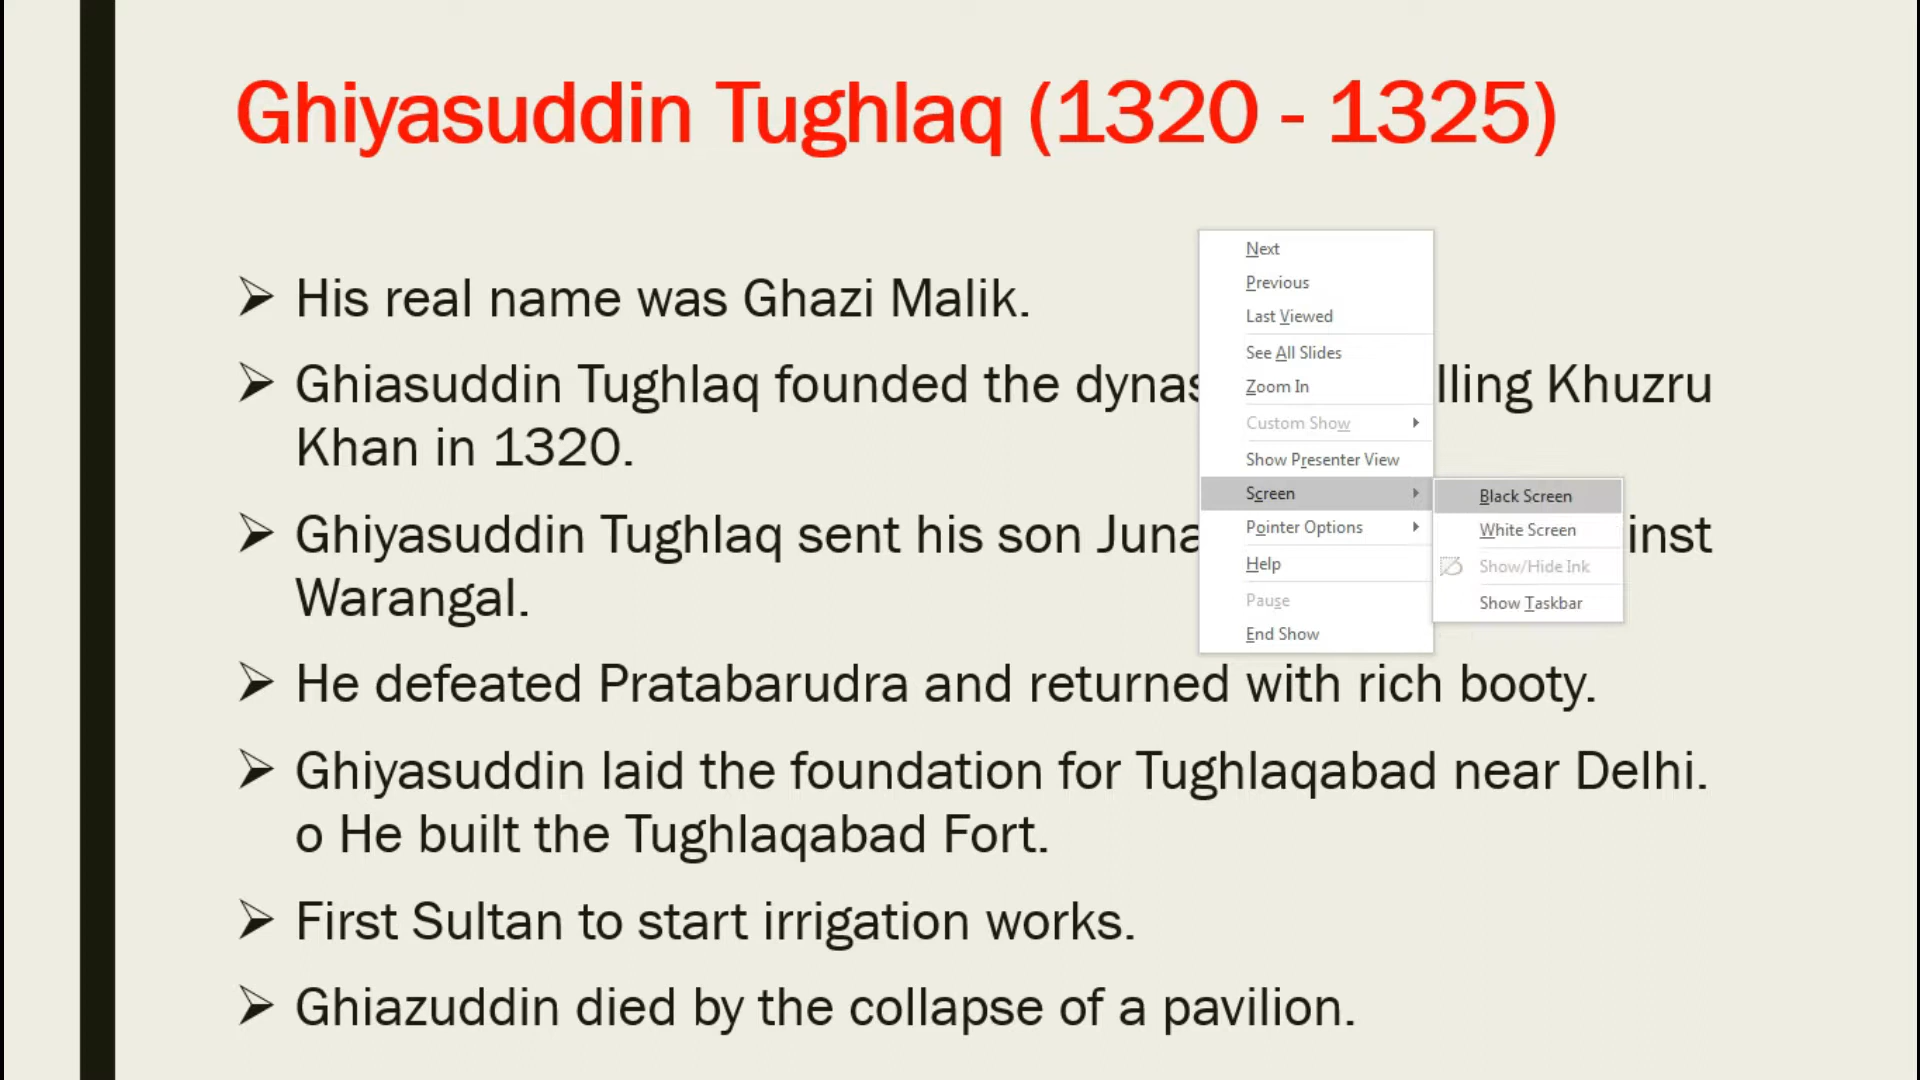 Ghiyasuddin Tughlaq (1320 - 1325)
His real name was Ghazi Malik.
Ghiasuddin Tughlaq founded the lling Khuzru
Khan in 1320.
Ghiyasuddin Tughlaq sent his son inst
Warangal.
He defeated Pratabarudra and returned with rich booty.
Ghiyasuddin laid the foundation for Tughlaqabad near Delhi.
o He built the Tughlaqabad Fort.
First Sultan to start irrigation works.
Ghiazuddin died by the collapse of a pavilion.
Next
Previous
Last Viewed
See All Slides
Zoom In
Custom Show
Show Presenter View
Screen
Pointer Options
Help
Pause
End Show
Black Screen
White Screen
Show/Hide Ink
Show Taskbar